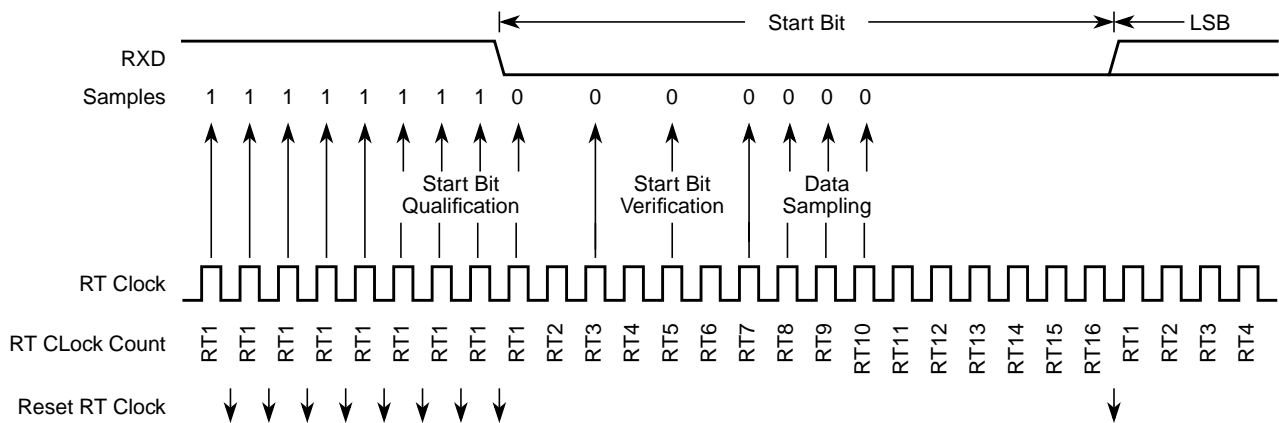 Start Bit LSB
RXD
Samples 1 1 1 1 1 1 1 1 0 0 0 0 0 0 0
Start Bit Qualification
Start Bit Verification
Data Sampling
RT Clock
RT CLock Count RT1 RT1 RT1 RT1 RT1 RT1 RT1 RT1 RT1 RT2 RT3 RT4 RT5 RT6 RT7 RT8 RT9 RT10 RT11 RT12 RT13 RT14 RT15 RT16 RT1 RT2 RT3 RT4
Reset RT Clock